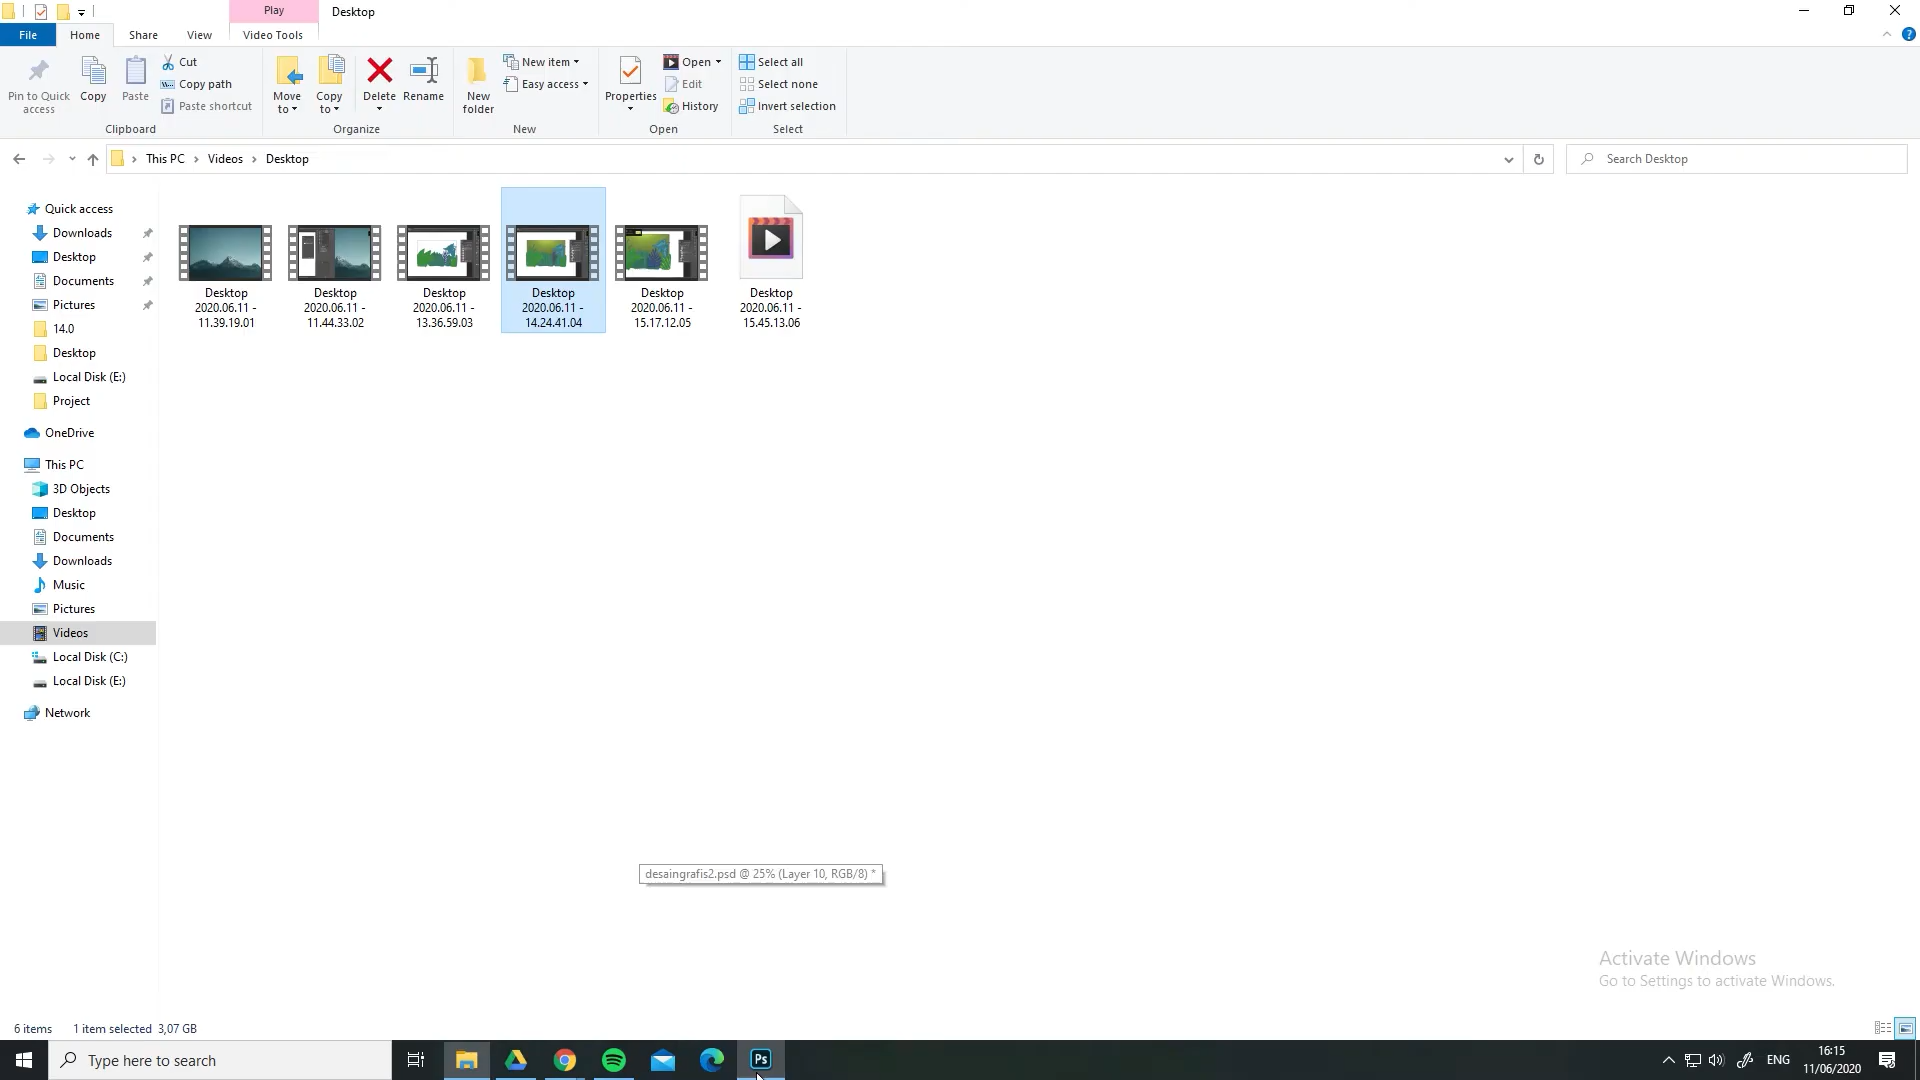 Play
Desktop
File
Home
Share
View
Video Tools
Pin to Quick access
Copy
Paste
Cut
Copy path
Paste shortcut
Clipboard
Move to
Copy to
Delete
Rename
Organize
New folder
New item
Easy access
New
Properties
Open
Edit
History
Open
Select all
Select none
Invert selection
Select
This PC
Videos
Desktop
Search Desktop
Quick access
Downloads
Desktop
Documents
Pictures
14.0
Desktop
Local Disk (E:)
Project
OneDrive
This PC
3D Objects
Desktop
Documents
Downloads
Music
Pictures
Videos
Local Disk (C:)
Local Disk (E:)
Network
Desktop
2020.06.11 -
11.39.19.01
Desktop
2020.06.11 -
11.44.33.02
Desktop
2020.06.11 -
13.36.59.03
Desktop
2020.06.11 -
14.24.41.04
Desktop
2020.06.11 -
15.17.12.05
Desktop
2020.06.11 -
15.45.13.06
desaingrafis2.psd @ 25% (Layer 10, RGB/8) *
Activate Windows
Go to Settings to activate Windows.
6 items
1 item selected 3,07 GB
Type here to search
Ps
ENG
16:15
11/06/2020